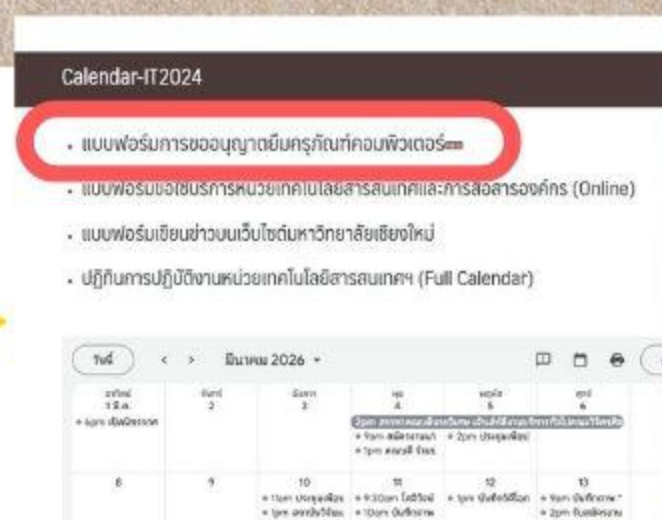 Calendar-IT2024
• แบบฟอร์มการขออนุญาตยืมครุภัณฑ์คอมพิวเตอร์
• แบบฟอร์มขอใช้บริการหน่วยเทคโนโลยีสารสนเทศและการสื่อสารองค์กร (Online)
• แบบฟอร์มเขียนข่าวบนเว็บไซต์มหาวิทยาลัยเชียงใหม่
• ปฏิทินการปฏิบัติงานหน่วยเทคโนโลยีสารสนเทศฯ (Full Calendar)
วันนี้ < > มีนาคม 2026
อาทิตย์ จันทร์ อังคาร พุธ พฤหัส ศุกร์
1 มี.ค. 2 3 4 5 6
8 9 10 11 12 13